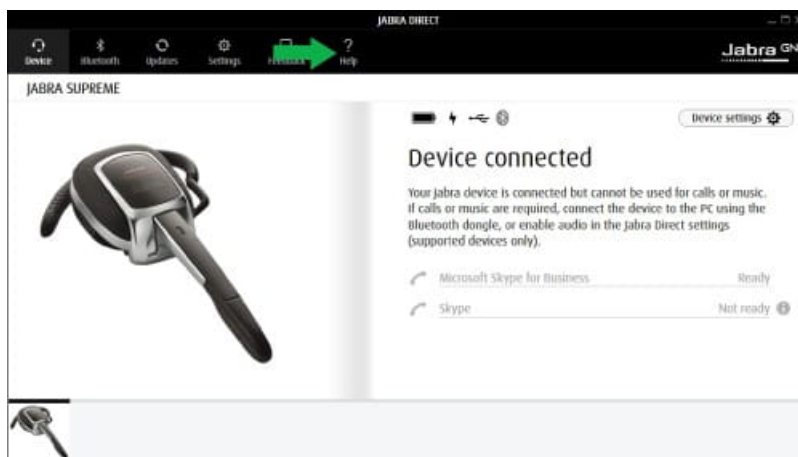 JABRA DIRECT
Device Bluetooth Updates Settings Feedback Help
Jabra GN
JABRA SUPREME
Device settings
Device connected
Your Jabra device is connected but cannot be used for calls or music.
If calls or music are required, connect the device to the PC using the
Bluetooth dongle, or enable audio in the Jabra Direct settings
(supported devices only).
Microsoft Skype for Business Ready
Skype Not ready